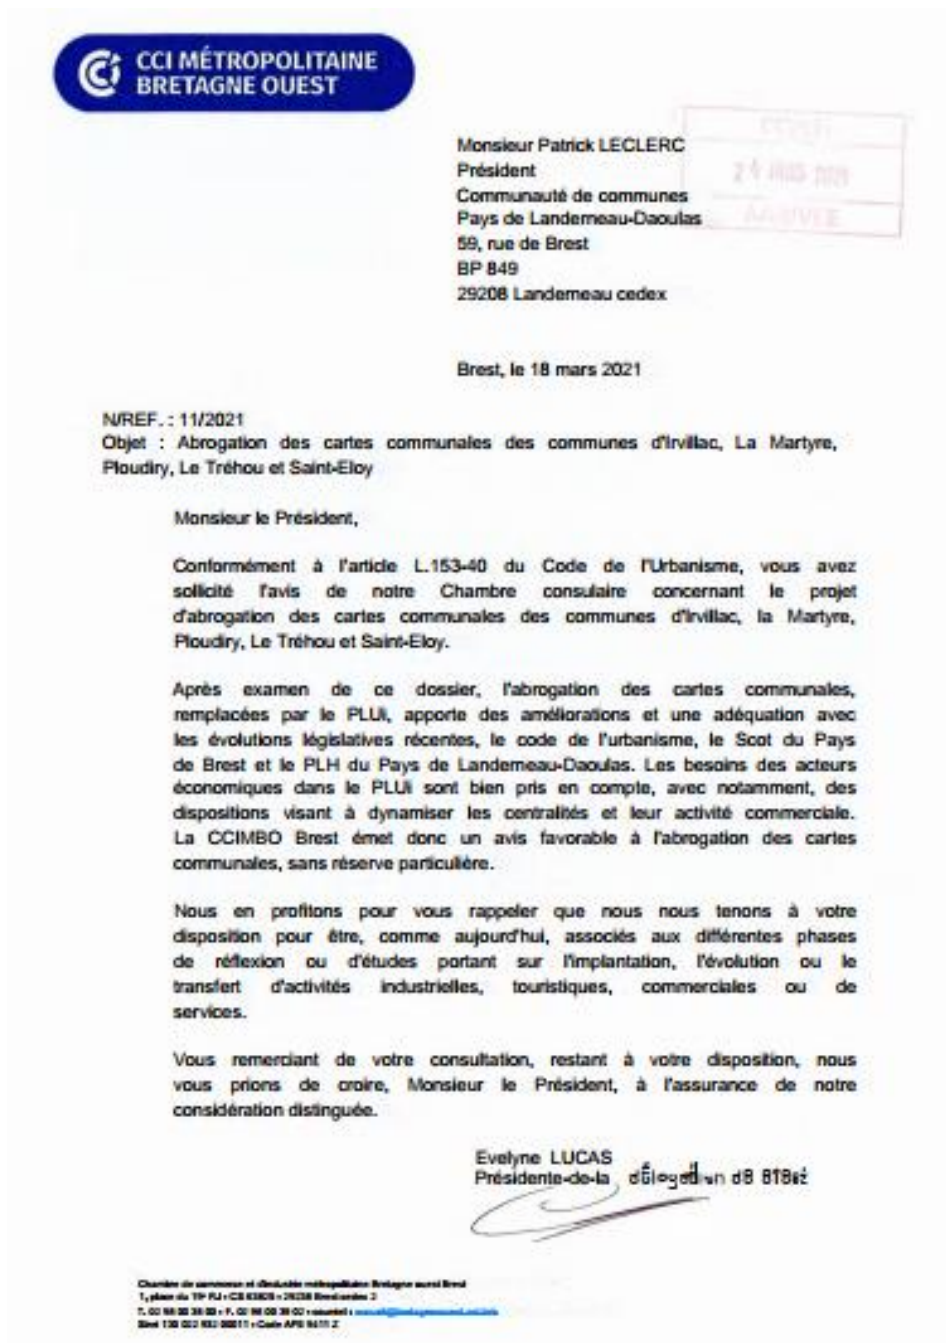 CCI MÉTROPOLITAINE
BRETAGNE OUEST
Monsieur Patrick LECLERC
Président
Communauté de communes
Pays de Landerneau-Daoulas
59, rue de Brest
BP 849
29208 Landerneau cedex
Brest, le 18 mars 2021
N/REF. : 11/2021
Objet : Abrogation des cartes communales des communes d'Irvillac, La Martyre,
Ploudiry, Le Tréhou et Saint-Eloy
Monsieur le Président,
Conformément à l'article L.153-40 du Code de l'Urbanisme, vous avez
sollicité l'avis de notre Chambre consulaire concernant le projet
d'abrogation des cartes communales des communes d'Irvillac, la Martyre,
Ploudiry, Le Tréhou et Saint-Eloy.
Après examen de ce dossier, l'abrogation des cartes communales,
remplacées par le PLUi, apporte des améliorations et une adéquation avec
les évolutions législatives récentes, le code de l'urbanisme, le Scot du Pays
de Brest et le PLH du Pays de Landerneau-Daoulas. Les besoins des acteurs
économiques dans le PLUi sont bien pris en compte, avec notamment, des
dispositions visant à dynamiser les centralités et leur activité commerciale.
La CCIMBO Brest émet donc un avis favorable à l'abrogation des cartes
communales, sans réserve particulière.
Nous en profitons pour vous rappeler que nous nous tenons à votre
disposition pour être, comme aujourd'hui, associés aux différentes phases
de réflexion ou d'études portant sur l'implantation, l'évolution ou le
transfert d'activités industrielles, touristiques, commerciales ou de
services.
Vous remerciant de votre consultation, restant à votre disposition, nous
vous prions de croire, Monsieur le Président, à l'assurance de notre
considération distinguée.
Evelyne LUCAS
Présidente-de-la
Chambre de commerce et d'industrie métropolitaine Bretagne ouest Brest